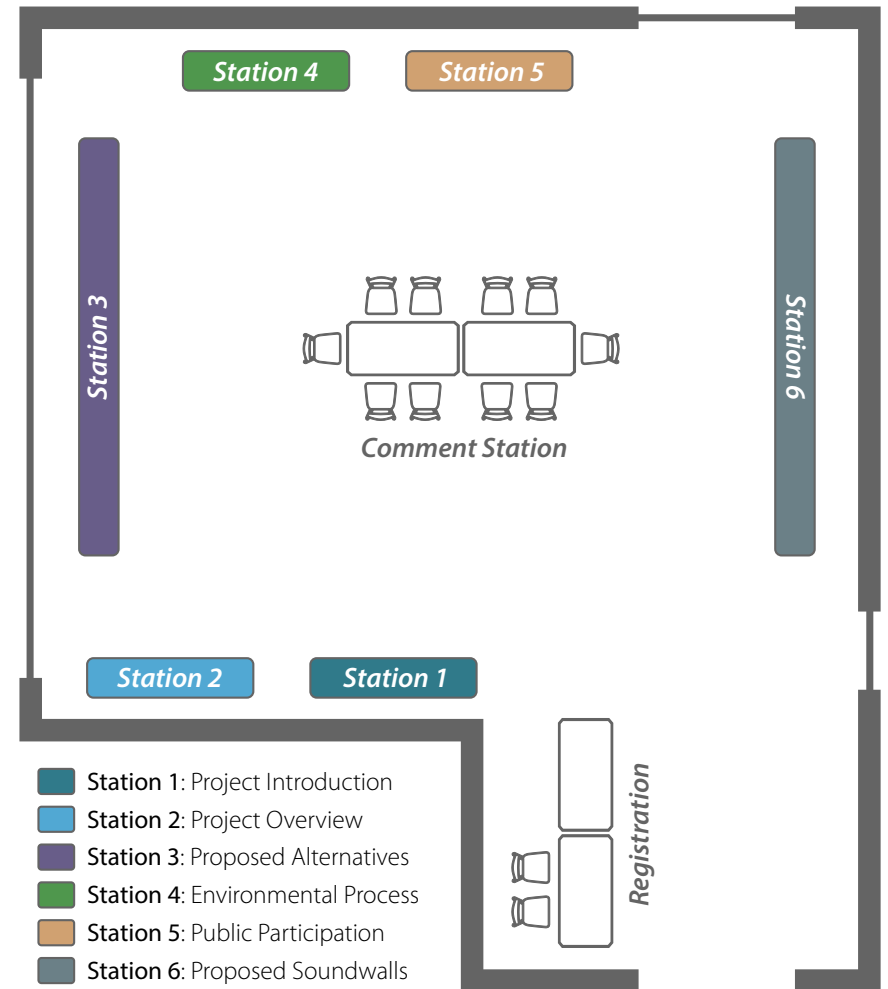 Station 4
Station 5
Station 3
Station 6
Comment Station
Station 2
Station 1
Registration
Station 1: Project Introduction
Station 2: Project Overview
Station 3: Proposed Alternatives
Station 4: Environmental Process
Station 5: Public Participation
Station 6: Proposed Soundwalls